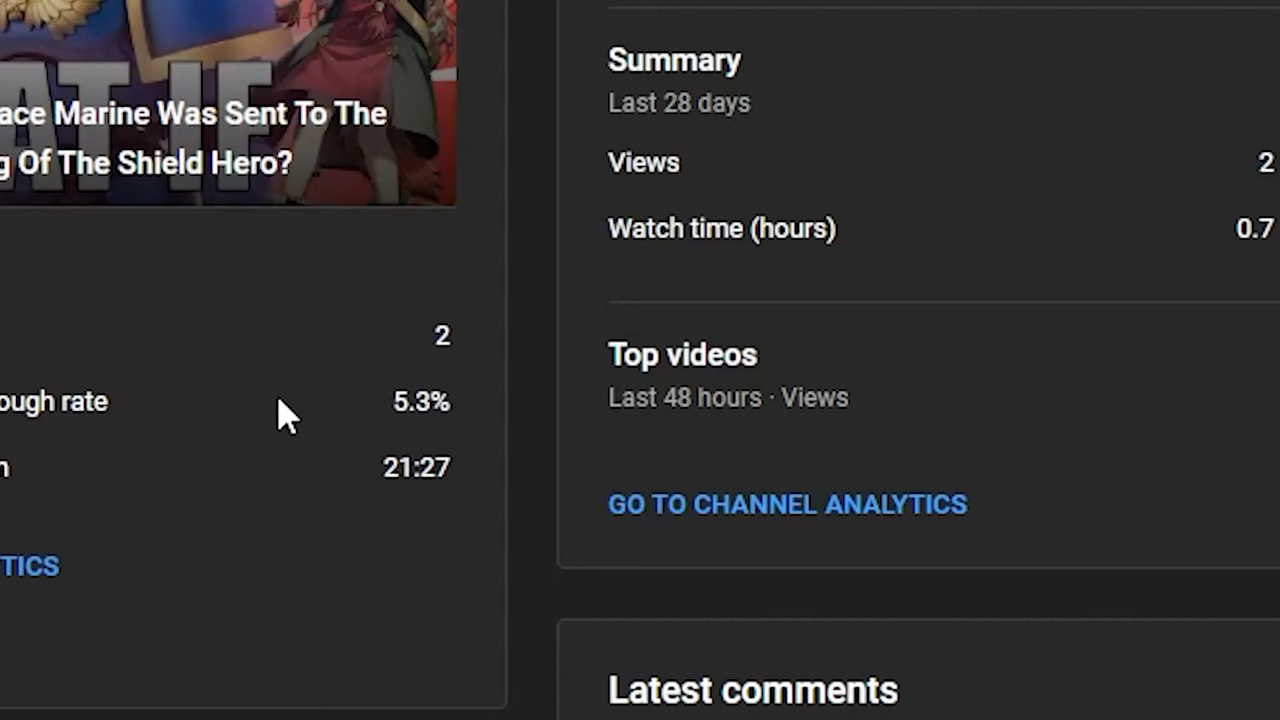 AT IF
ace Marine Was Sent To The
g Of The Shield Hero?
2
ough rate 5.3%
n 21:27
TICS
Summary
Last 28 days
Views 2
Watch time (hours) 0.7
Top videos
Last 48 hours · Views
GO TO CHANNEL ANALYTICS
Latest comments